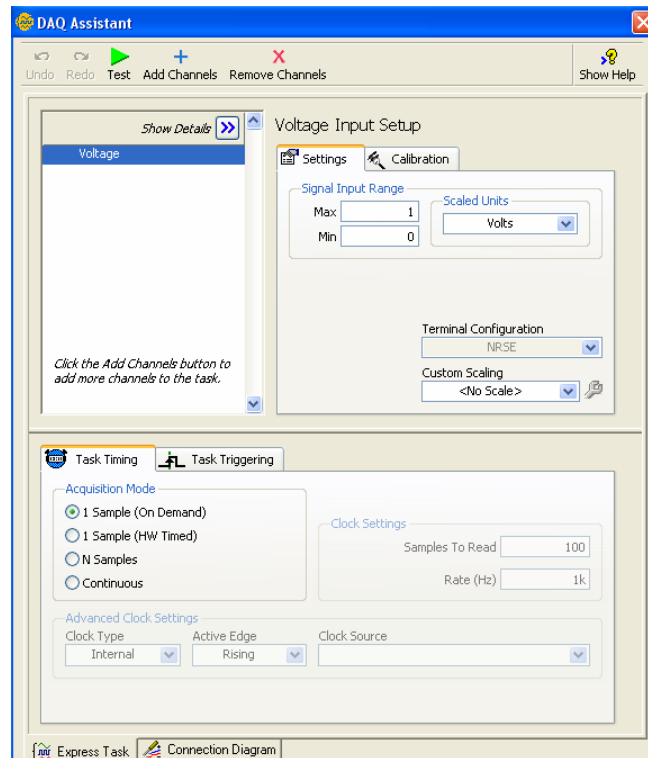 DAQ Assistant
Undo Redo Test Add Channels Remove Channels Show Help
Show Details
Voltage
Click the Add Channels button to
add more channels to the task.
Voltage Input Setup
Settings Calibration
Signal Input Range
Max 1
Min 0
Scaled Units
Volts
Terminal Configuration
NRSE
Custom Scaling
<No Scale>
Task Timing Task Triggering
Acquisition Mode
1 Sample (On Demand)
1 Sample (HW Timed)
N Samples
Continuous
Clock Settings
Samples To Read 100
Rate (Hz) 1k
Advanced Clock Settings
Clock Type Active Edge Clock Source
Internal Rising
Express Task Connection Diagram